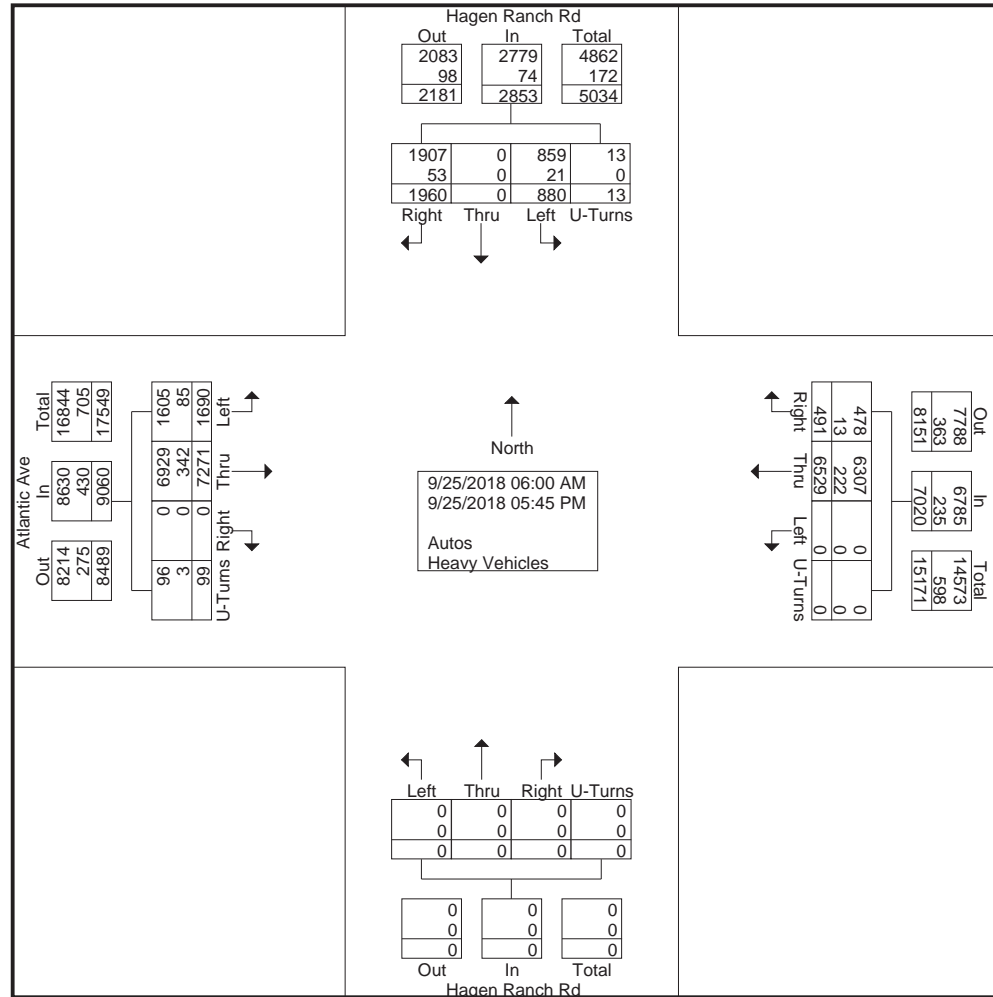 Hagen Ranch Rd
Out In Total
2083 2779 4862
98 74 172
2181 2853 5034
1907 0 859 13
53 0 21 0
1960 0 880 13
Right Thru Left U-Turns
Atlantic Ave
Total In Out
16844 8630 8214
705 430 275
17549 9060 8489
1605 6929 0 96
85 342 0 3
1690 7271 0 99
Left Thru Right U-Turns
North
9/25/2018 06:00 AM
9/25/2018 05:45 PM
Autos
Heavy Vehicles
Right Thru Left U-Turns
478 6307 0 0
13 222 0 0
491 6529 0 0
Out In Total
7788 6785 14573
363 235 598
8151 7020 15171
Left Thru Right U-Turns
0 0 0 0
0 0 0 0
0 0 0 0
0 0 0
0 0 0
0 0 0
Out In Total
Hagen Ranch Rd